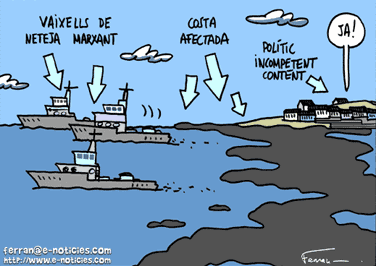 VAIXELLS DE
NETEJA MARXANT
COSTA
AFECTADA
POLÍTIC
INCOMPETENT
CONTENT
JA!
ferran@e-noticies.com
http://www.e-noticies.com
Ferran